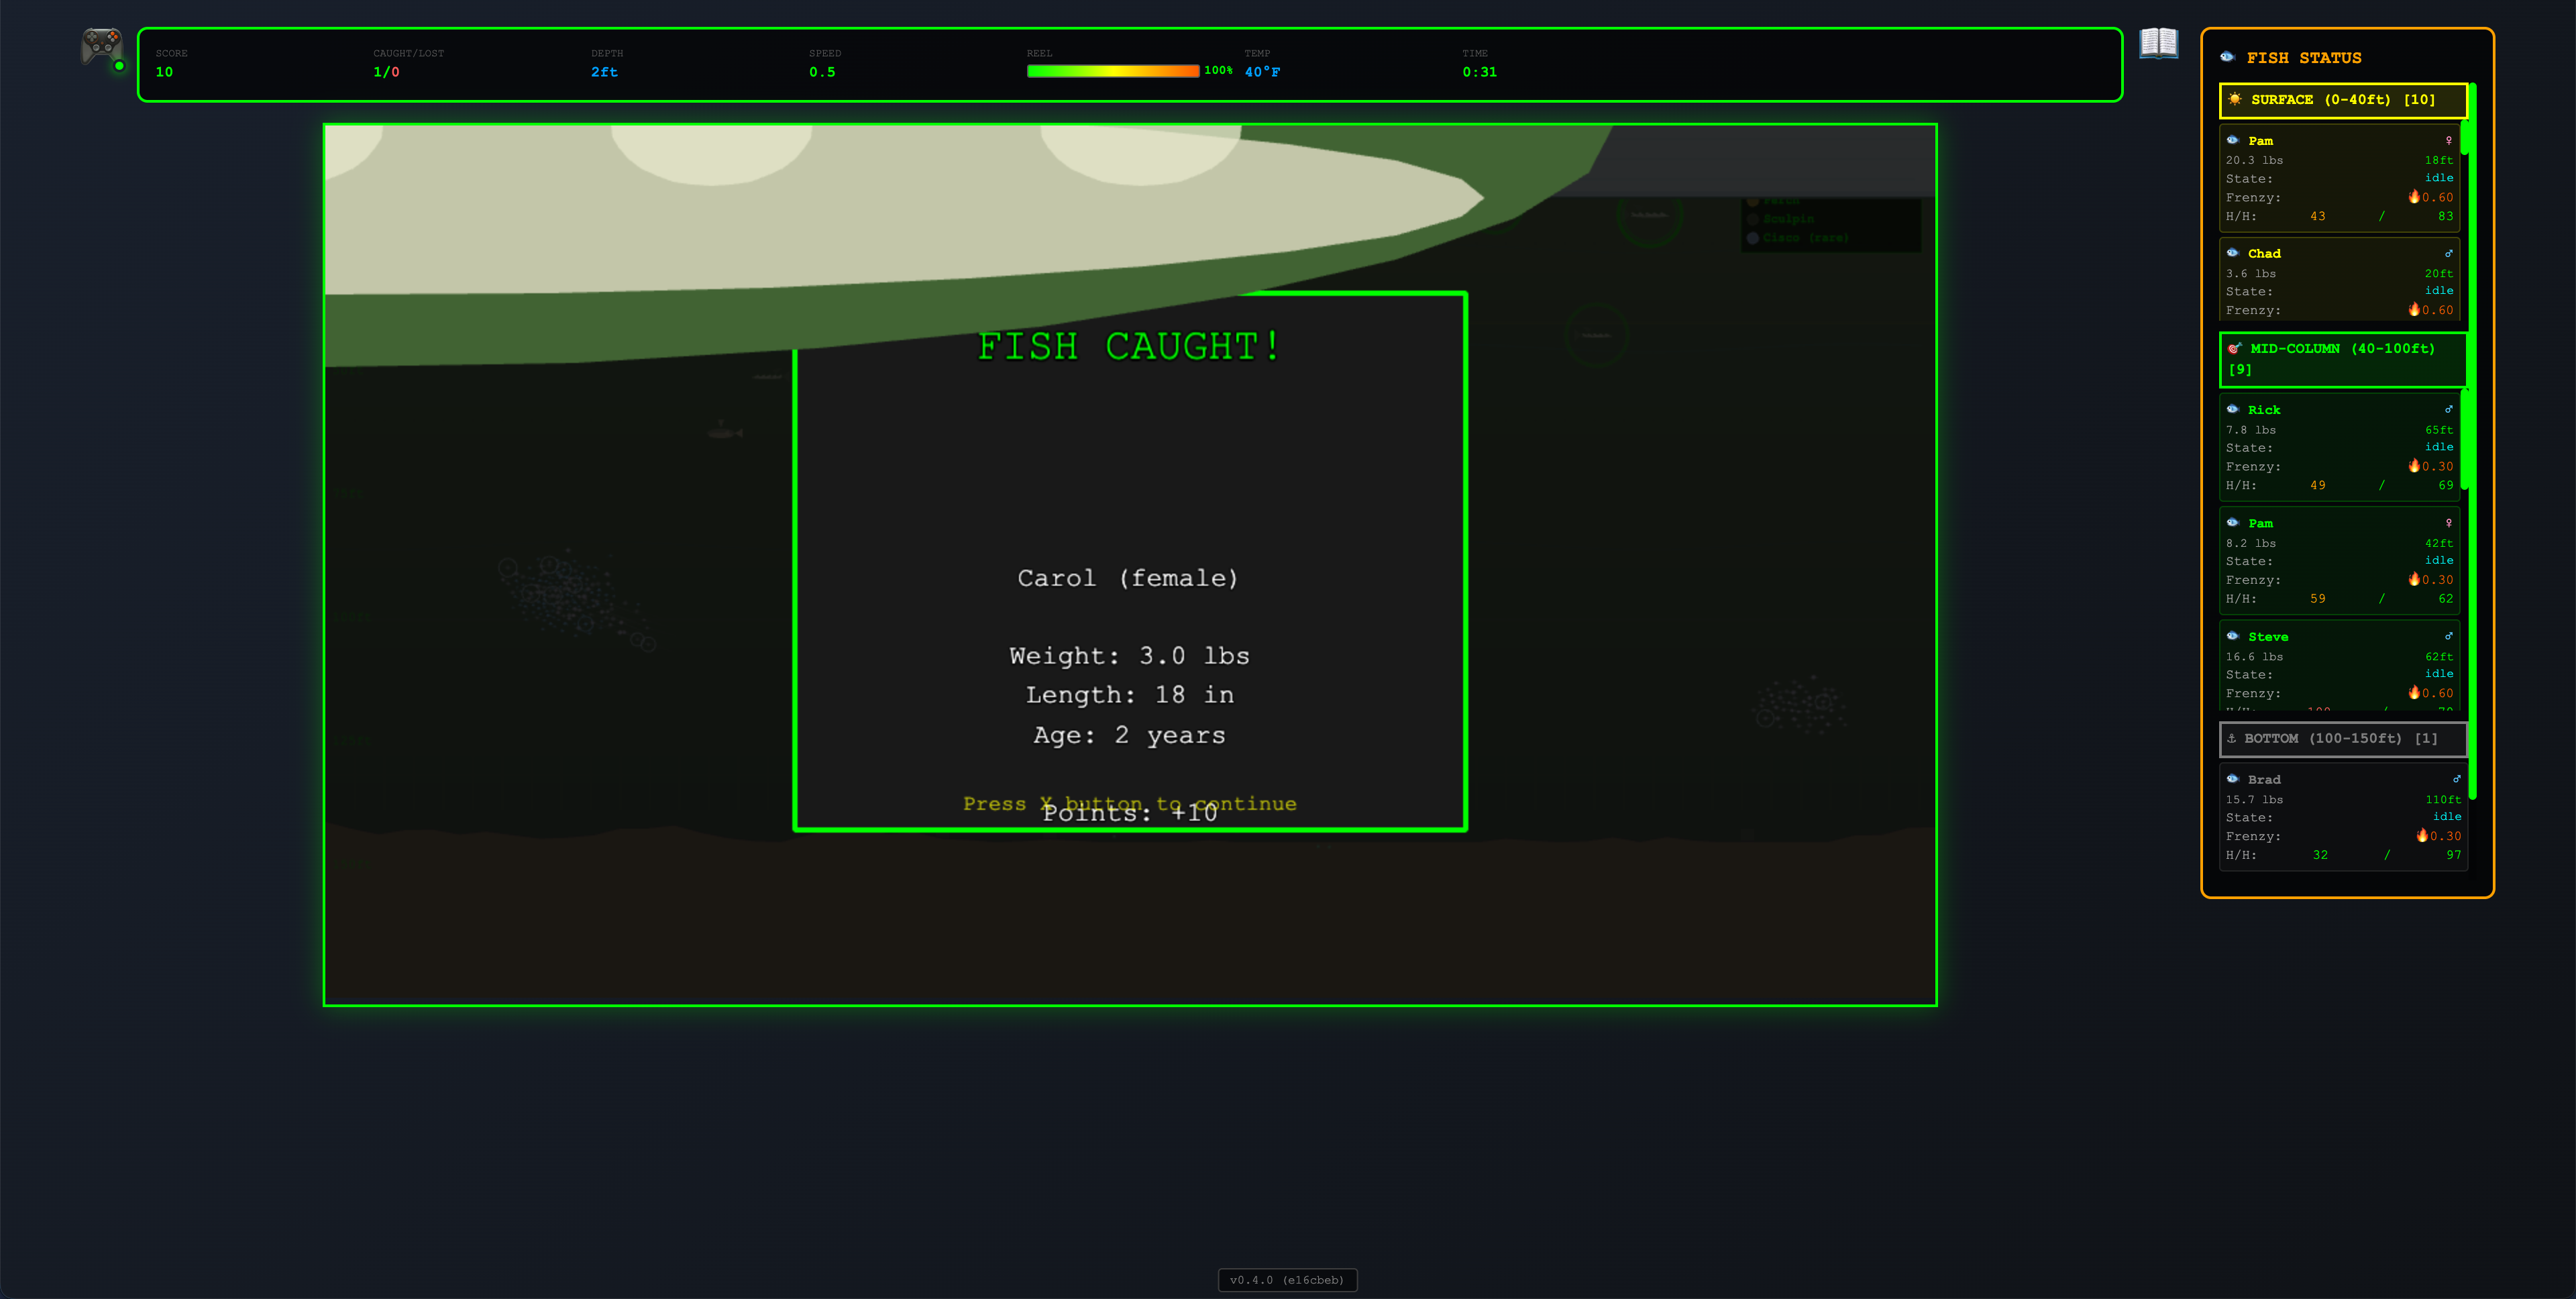 SCORE
10
CAUGHT/LOST
1/0
DEPTH
2ft
SPEED
0.5
REEL
100%
TEMP
40°F
TIME
0:31
Sculpin
Cisco (rare)
FISH CAUGHT!
Carol (female)
Weight: 3.0 lbs
Length: 18 in
Age: 2 years
Press X button to continue
Points: +10
FISH STATUS
SURFACE (0-40ft) [10]
Pam ♀
20.3 lbs 18ft
State: idle
Frenzy: 0.60
H/H: 43 / 83
Chad ♂
3.6 lbs 20ft
State: idle
Frenzy: 0.60
MID-COLUMN (40-100ft)
[9]
Rick ♂
7.8 lbs 65ft
State: idle
Frenzy: 0.30
H/H: 49 / 69
Pam ♀
8.2 lbs 42ft
State: idle
Frenzy: 0.30
H/H: 59 / 62
Steve ♂
16.6 lbs 62ft
State: idle
Frenzy: 0.60
BOTTOM (100-150ft) [1]
Brad ♂
15.7 lbs 110ft
State: idle
Frenzy: 0.30
H/H: 32 / 97
v0.4.0 (e16cbeb)